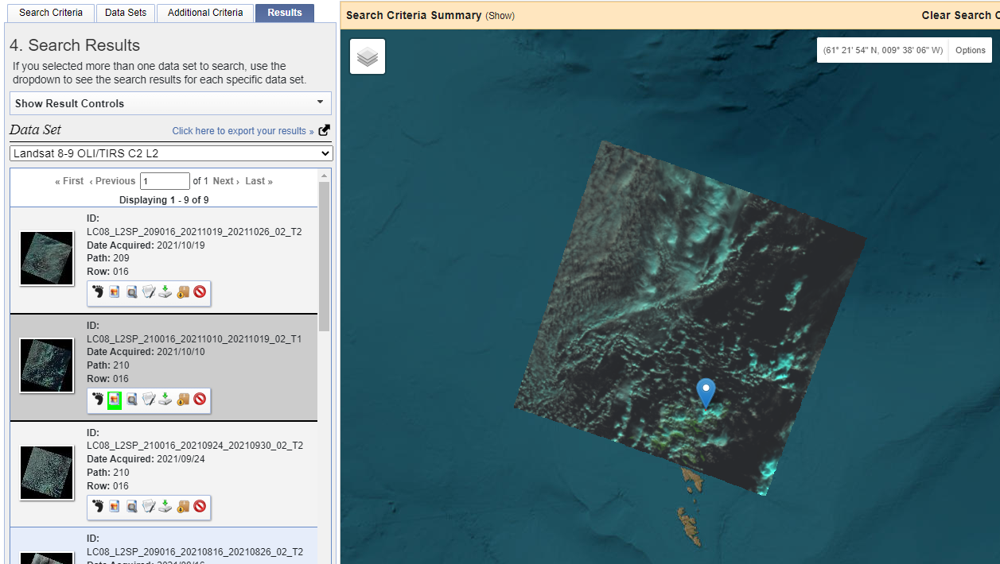 Search Criteria
Data Sets
Additional Criteria
Results
4. Search Results
If you selected more than one data set to search, use the
dropdown to see the search results for each specific data set.
Show Result Controls
Data Set
Click here to export your results »
Landsat 8-9 OLI/TIRS C2 L2
« First ‹ Previous 1 of 1 Next › Last »
Displaying 1 - 9 of 9
ID:
LC08_L2SP_209016_20211019_20211026_02_T2
Date Acquired: 2021/10/19
Path: 209
Row: 016
ID:
LC08_L2SP_210016_20211010_20211019_02_T1
Date Acquired: 2021/10/10
Path: 210
Row: 016
ID:
LC08_L2SP_210016_20210924_20210930_02_T2
Date Acquired: 2021/09/24
Path: 210
Row: 016
ID:
LC08_L2SP_209016_20210816_20210826_02_T2
Date Acquired: 2021/08/16
Search Criteria Summary (Show)
Clear Search C
(61° 21' 54" N, 009° 38' 06" W)
Options